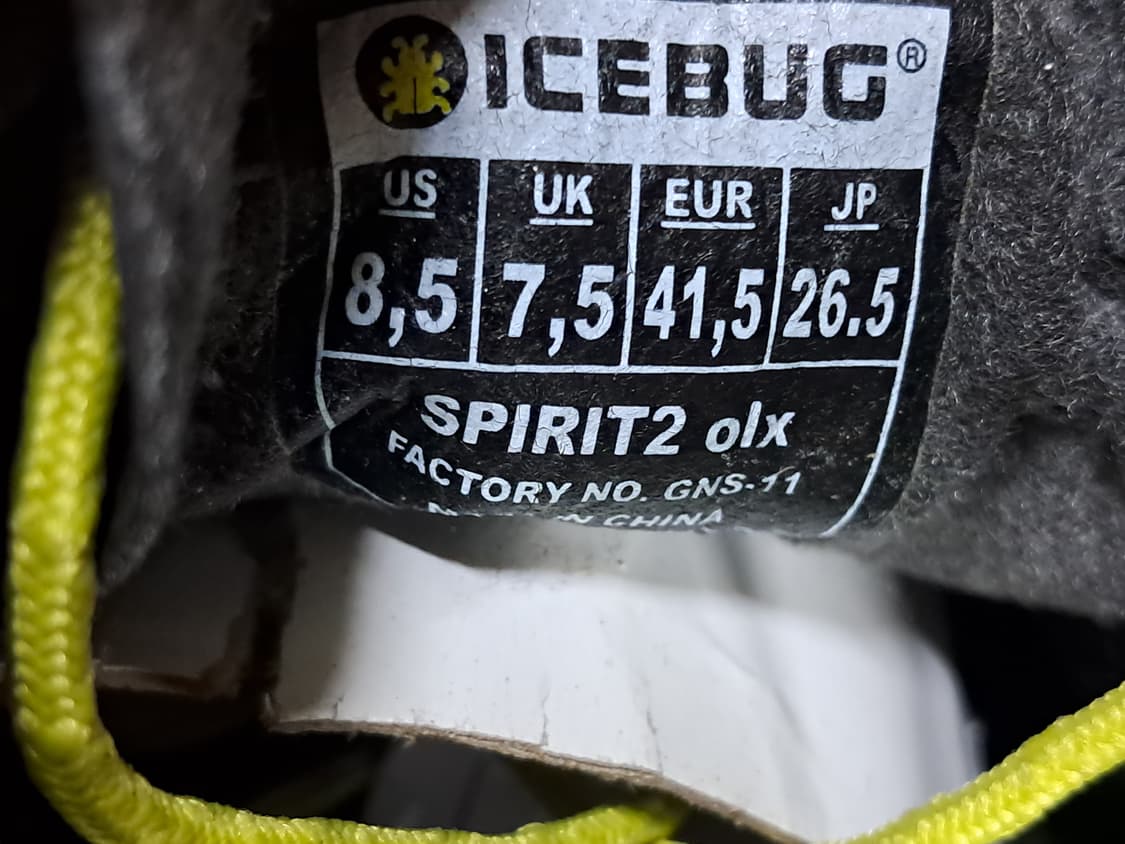 ICEBUG®
US UK EUR JP
8,5 7,5 41,5 26.5
SPIRIT2 olx
FACTORY NO. GNS-11
CHINA